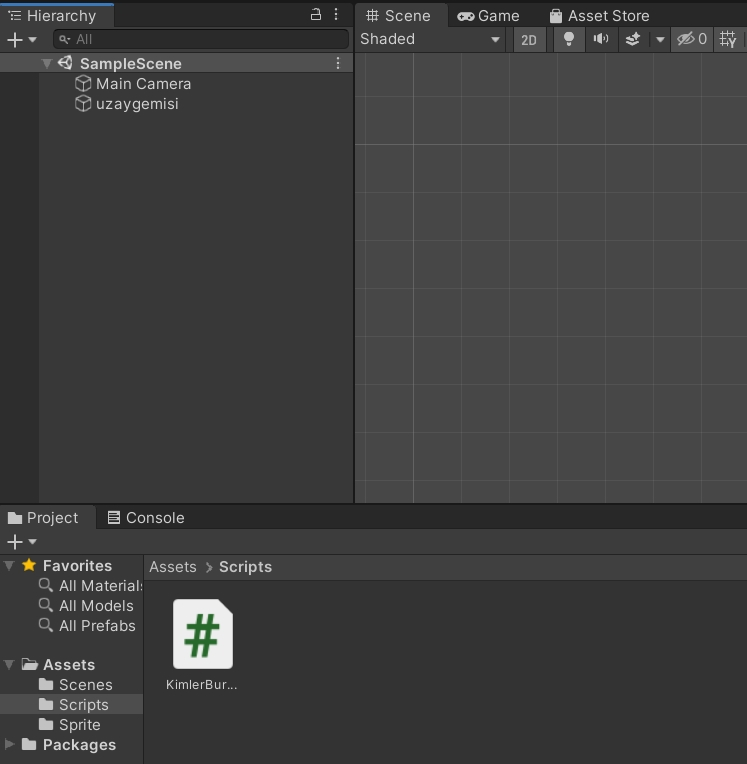 Hierarchy
All
SampleScene
Main Camera
uzaygemisi
Scene Game Asset Store
Shaded 2D 0
Project Console
Favorites
All Materials
All Models
All Prefabs
Assets
Scenes
Scripts
Sprite
Packages
Assets > Scripts
#
KimlerBur...